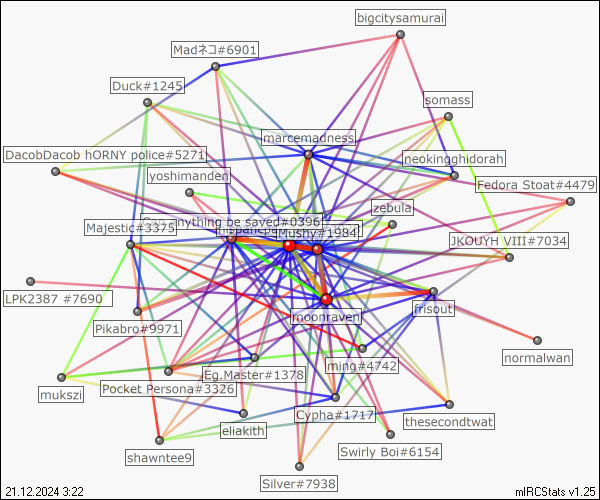 bigcitysamurai
Madネコ#6901
Duck#1245
somass
marcemadness
DacobDacob hORNY police#5271
neokingghidorah
yoshimanden
Fedora Stoat#4479
anything be saved#0396
zebula
Majestic#3375
Mushy#1984
JKOUYH VIII#7034
LPK2387 #7690
moonraven
frisout
Pikabro#9971
normalwan
Eg.Master#1378
ming#4742
mukszi
Pocket Persona#3326
Cypha#1717
thesecondtwat
eliakith
shawntee9
Swirly Boi#6154
Silver#7938
21.12.2024 3:22
mIRCStats v1.25